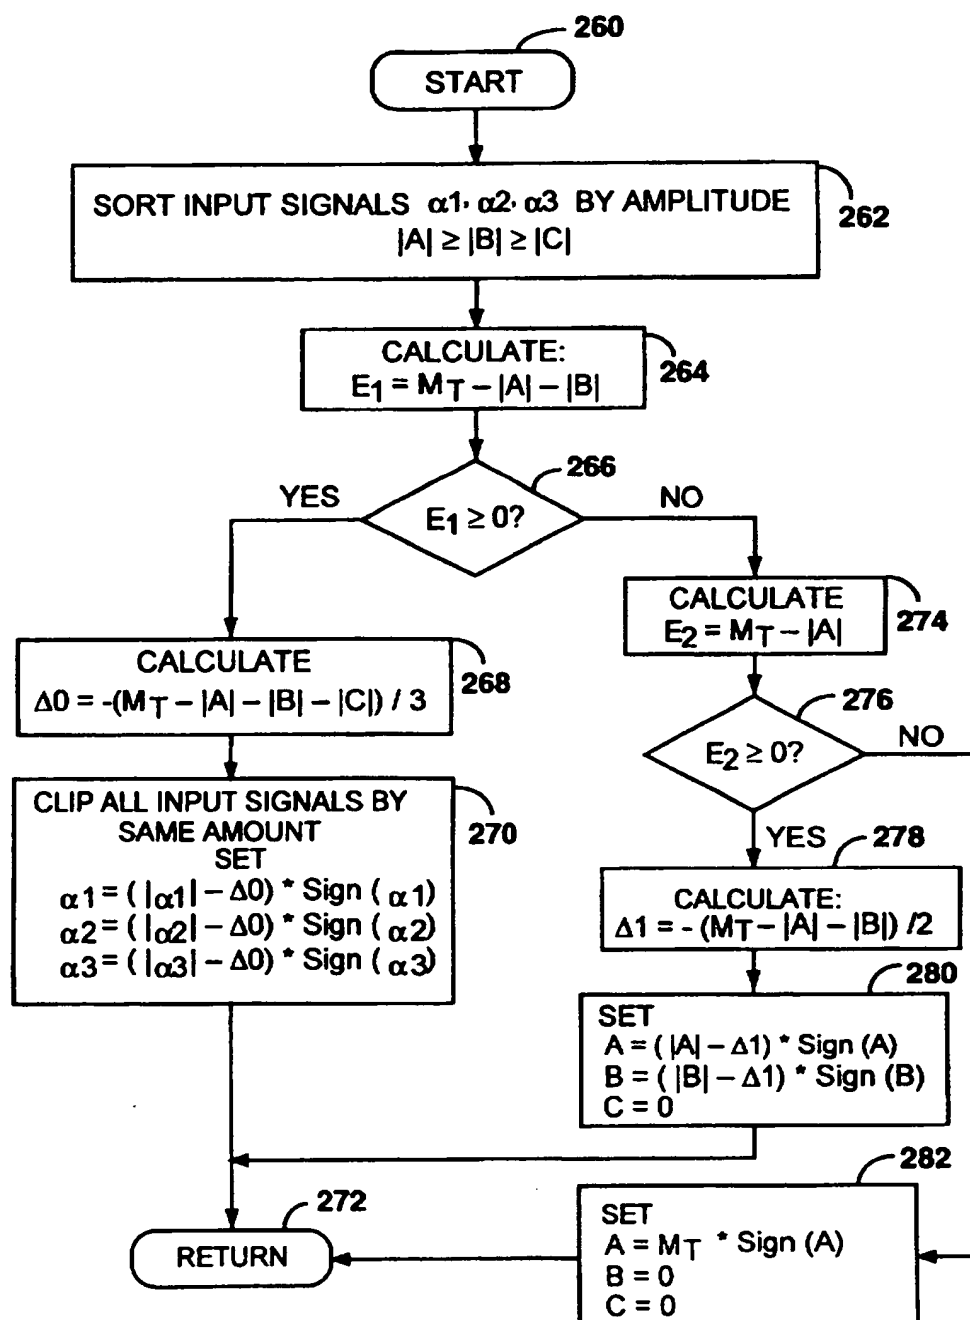 260
START
SORT INPUT SIGNALS α1, α2, α3 BY AMPLITUDE
|A| ≥ |B| ≥ |C|
262
CALCULATE:
E1 = MT – |A| – |B|
264
266
YES
E1 ≥ 0?
NO
CALCULATE
E2 = MT – |A|
274
CALCULATE
Δ0 = -(MT – |A| – |B| – |C|) / 3
268
276
E2 ≥ 0?
NO
YES
CLIP ALL INPUT SIGNALS BY
SAME AMOUNT
SET
α1 = ( |α1| – Δ0) * Sign ( α1)
α2 = ( |α2| – Δ0) * Sign ( α2)
α3 = ( |α3| – Δ0) * Sign ( α3)
270
278
CALCULATE:
Δ1 = - (MT – |A| – |B|) /2
280
SET
A = ( |A| – Δ1) * Sign (A)
B = ( |B| – Δ1) * Sign (B)
C = 0
282
SET
A = MT * Sign (A)
B = 0
C = 0
272
RETURN